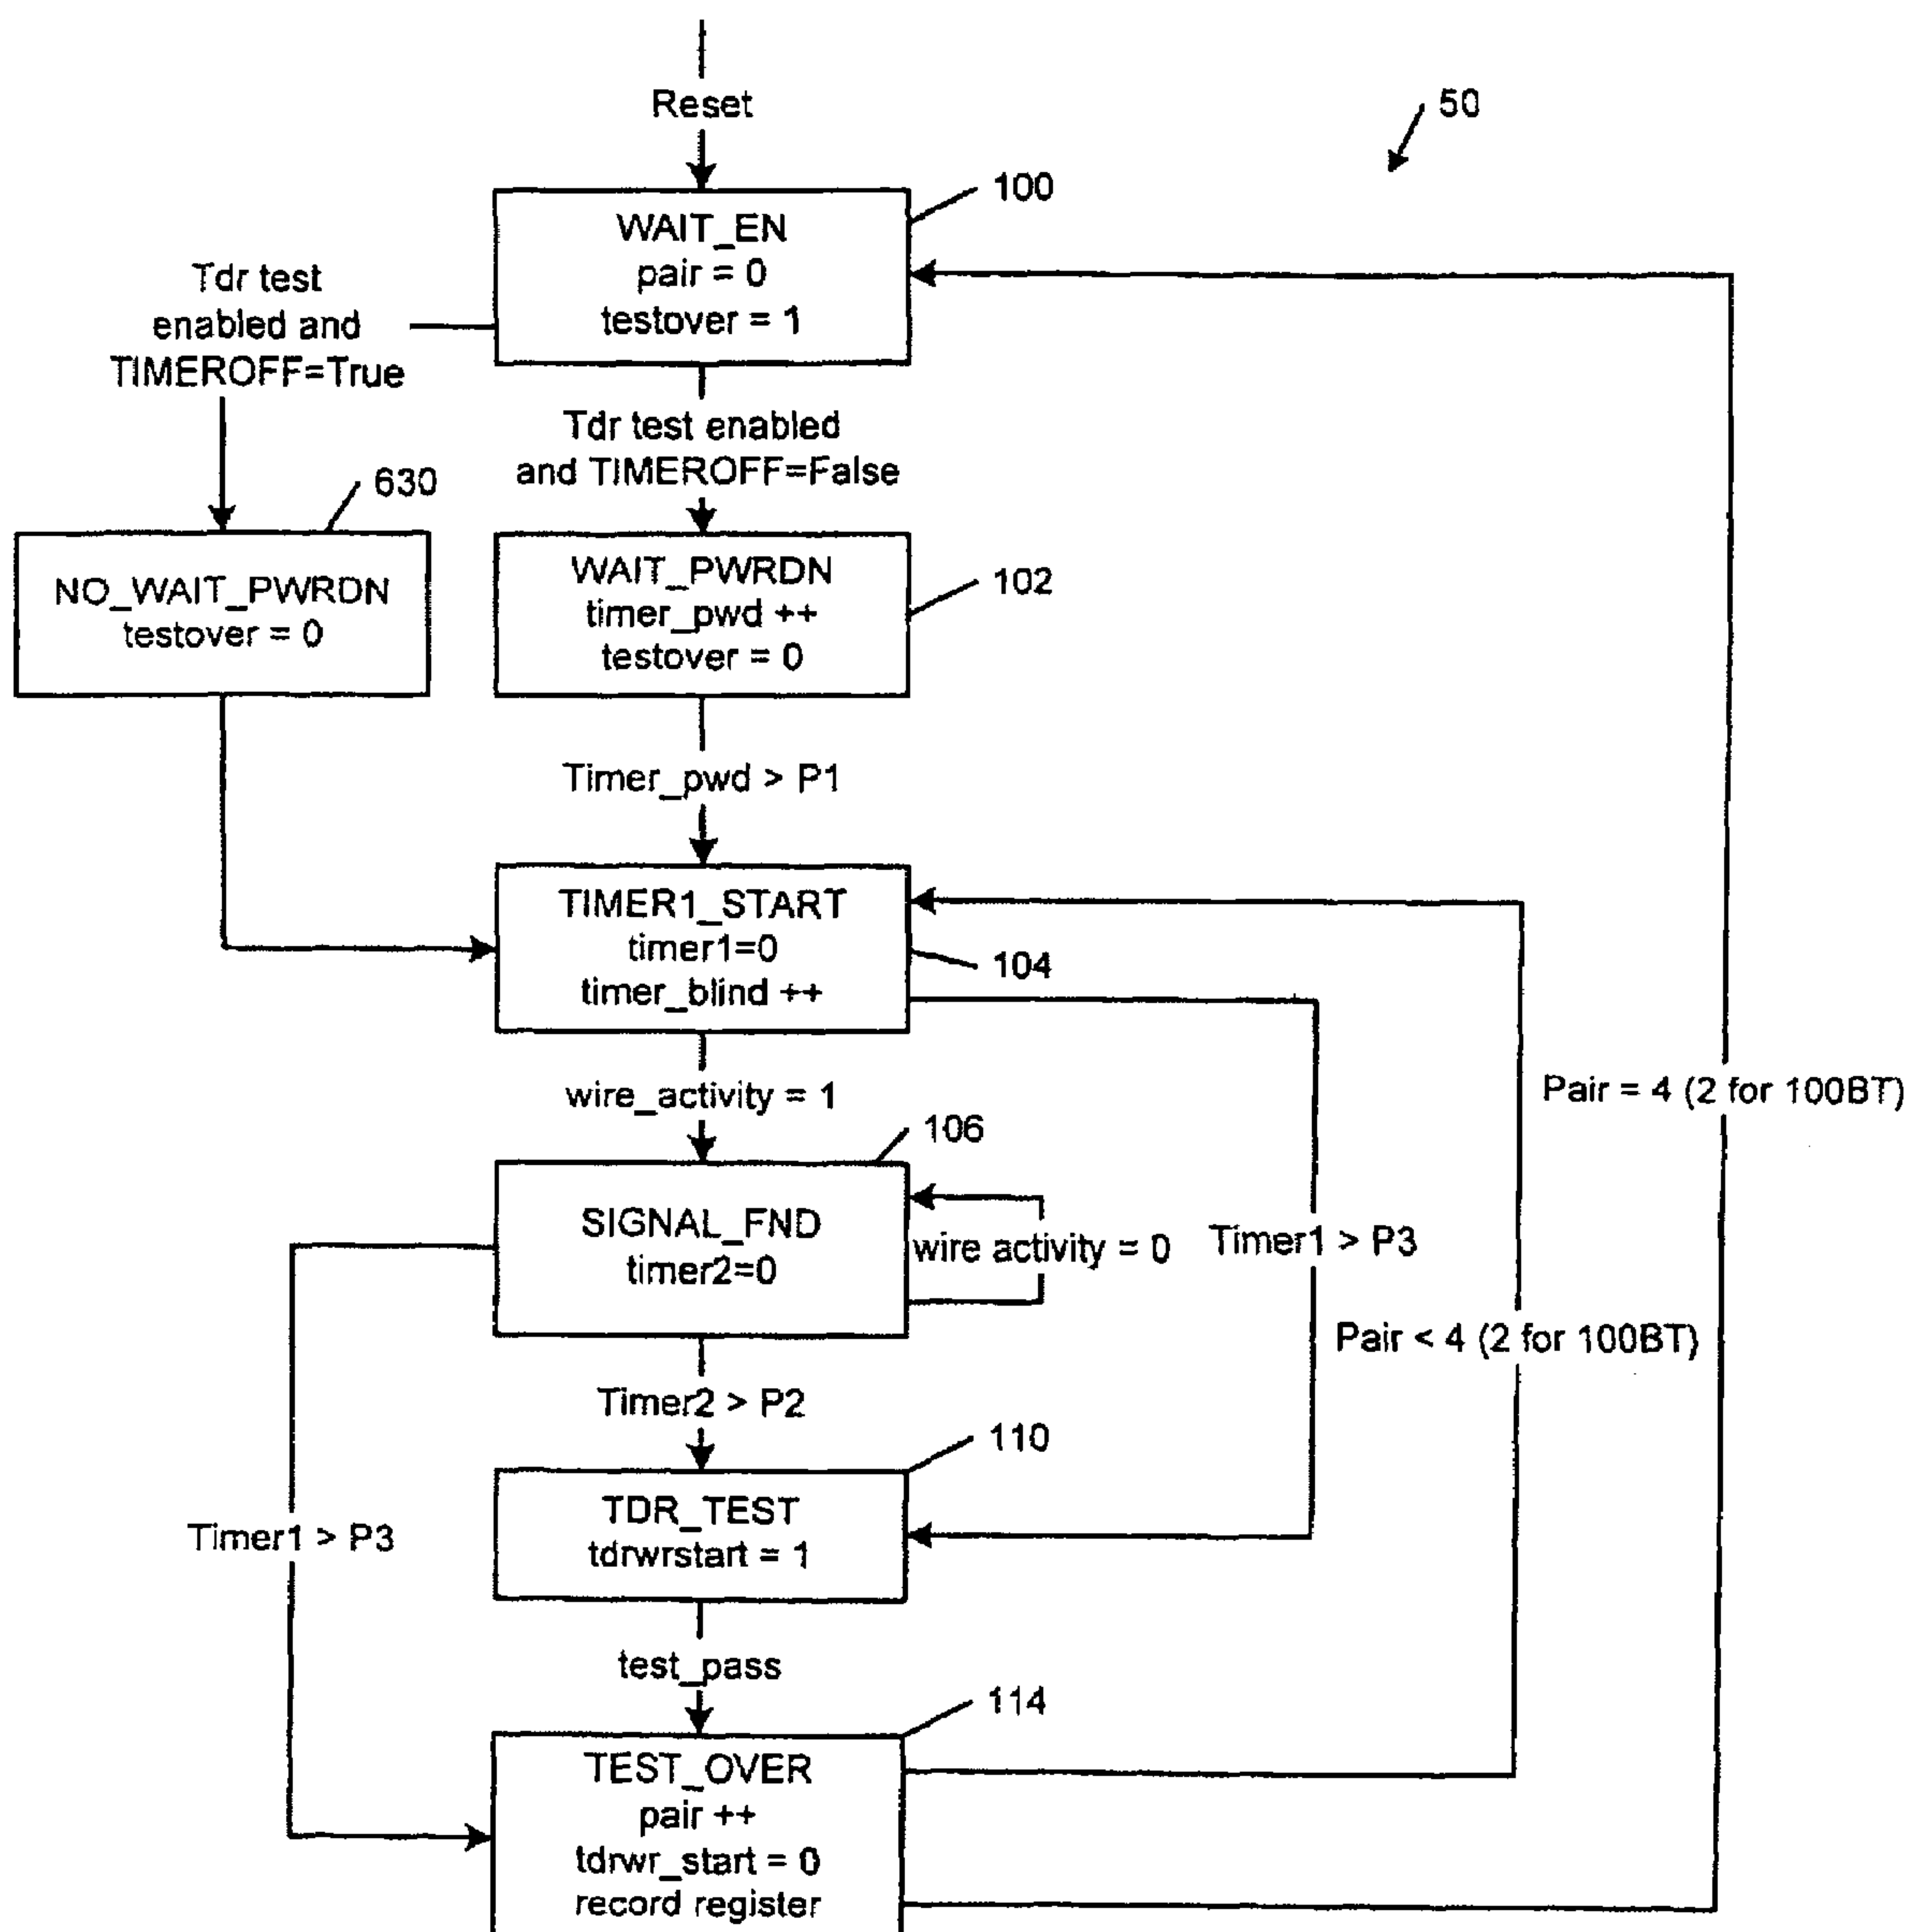 Reset
50
100
WAIT_EN
pair = 0
testover = 1
Tdr test
enabled and
TIMEROFF=True
Tdr test enabled
and TIMEROFF=False
630
NO_WAIT_PWRDN
testover = 0
WAIT_PWRDN
timer_pwd ++
testover = 0
102
Timer_pwd > P1
TIMER1_START
timer1=0
timer_blind ++
104
wire_activity = 1
Pair = 4 (2 for 100BT)
106
SIGNAL_FND
timer2=0
wire activity = 0
Timer1 > P3
Pair < 4 (2 for 100BT)
Timer2 > P2
110
TDR_TEST
tdrwrstart = 1
Timer1 > P3
test_pass
114
TEST_OVER
pair ++
tdrwr_start = 0
record register